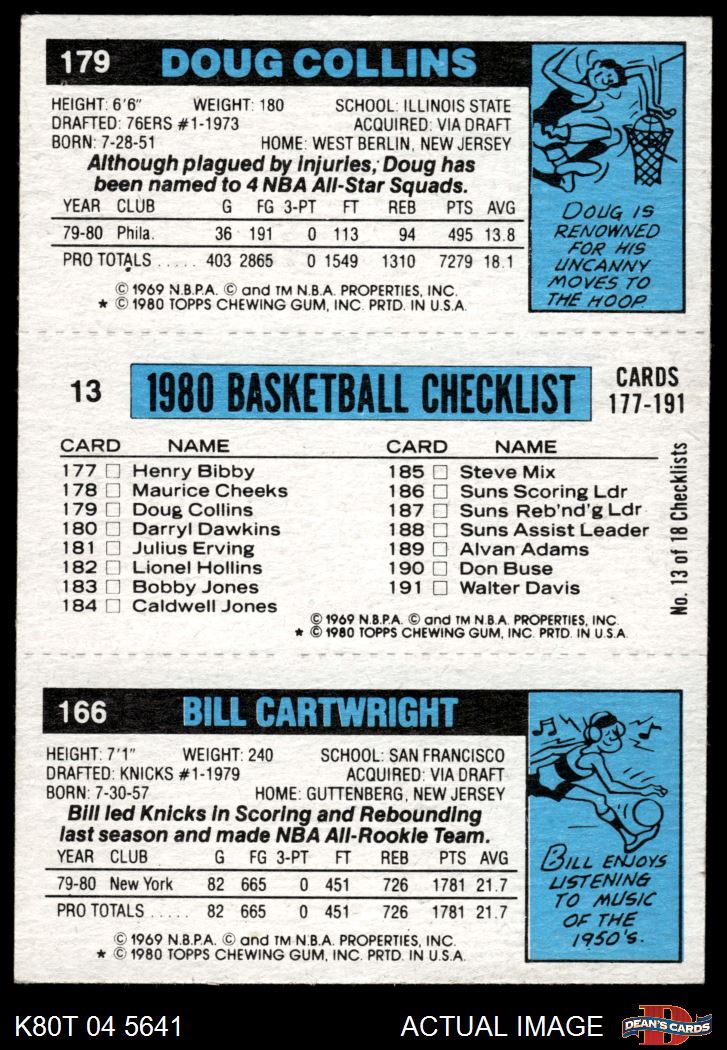 179 DOUG COLLINS
HEIGHT: 6'6" WEIGHT: 180 SCHOOL: ILLINOIS STATE
DRAFTED: 76ERS #1-1973 ACQUIRED: VIA DRAFT
BORN: 7-28-51 HOME: WEST BERLIN, NEW JERSEY
Although plagued by injuries, Doug has
been named to 4 NBA All-Star Squads.
YEAR CLUB G FG 3-PT FT REB PTS AVG
79-80 Phila. 36 191 0 113 94 495 13.8
PRO TOTALS ..... 403 2865 0 1549 1310 7279 18.1
© 1969 N.B.P.A. © and TM N.B.A. PROPERTIES, INC.
* © 1980 TOPPS CHEWING GUM, INC. PRTD. IN U.S.A.
DOUG IS
RENOWNED
FOR HIS
UNCANNY
MOVES TO
THE HOOP.
13 1980 BASKETBALL CHECKLIST CARDS
177-191
CARD NAME
177 □ Henry Bibby
178 □ Maurice Cheeks
179 □ Doug Collins
180 □ Darryl Dawkins
181 □ Julius Erving
182 □ Lionel Hollins
183 □ Bobby Jones
184 □ Caldwell Jones
CARD NAME
185 □ Steve Mix
186 □ Suns Scoring Ldr
187 □ Suns Reb'nd'g Ldr
188 □ Suns Assist Leader
189 □ Alvan Adams
190 □ Don Buse
191 □ Walter Davis
No. 13 of 18 Checklists
© 1969 N.B.P.A. © and TM N.B.A. PROPERTIES, INC.
* © 1980 TOPPS CHEWING GUM, INC. PRTD. IN U.S.A.
166 BILL CARTWRIGHT
HEIGHT: 7'1" WEIGHT: 240 SCHOOL: SAN FRANCISCO
DRAFTED: KNICKS #1-1979 ACQUIRED: VIA DRAFT
BORN: 7-30-57 HOME: GUTTENBERG, NEW JERSEY
Bill led Knicks in Scoring and Rebounding
last season and made NBA All-Rookie Team.
YEAR CLUB G FG 3-PT FT REB PTS AVG
79-80 New York 82 665 0 451 726 1781 21.7
PRO TOTALS ..... 82 665 0 451 726 1781 21.7
© 1969 N.B.P.A. © and TM N.B.A. PROPERTIES, INC.
* © 1980 TOPPS CHEWING GUM, INC. PRTD. IN U.S.A.
BILL ENJOYS
LISTENING
TO MUSIC
OF THE
1950'S.
K80T 04 5641 ACTUAL IMAGE D DEAN'S CARDS